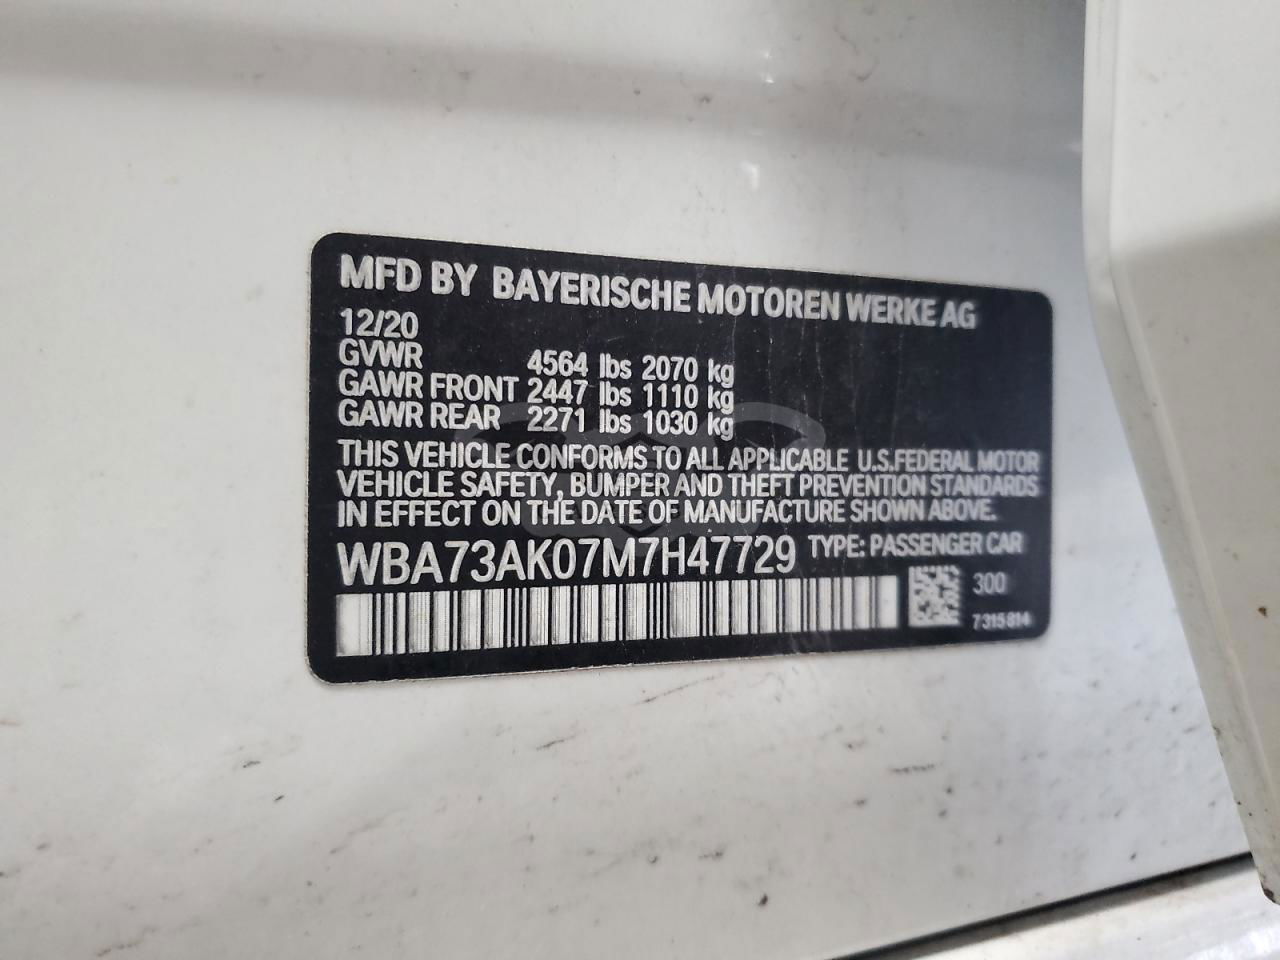 MFD BY BAYERISCHE MOTOREN WERKE AG
12/20
GVWR 4564 lbs 2070 kg
GAWR FRONT 2447 lbs 1110 kg
GAWR REAR 2271 lbs 1030 kg
THIS VEHICLE CONFORMS TO ALL APPLICABLE U.S.FEDERAL MOTOR
VEHICLE SAFETY, BUMPER AND THEFT PREVENTION STANDARDS
IN EFFECT ON THE DATE OF MANUFACTURE SHOWN ABOVE.
WBA73AK07M7H47729 TYPE: PASSENGER CAR
300
7315814